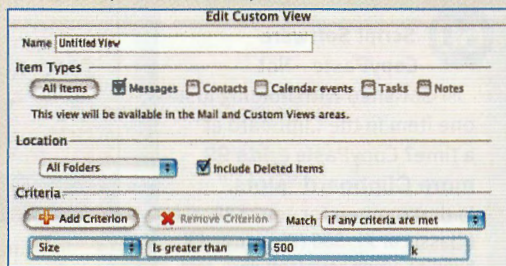 Edit Custom View
Name Untitled View
Item Types
All Items Messages Contacts Calendar events Tasks Notes
This view will be available in the Mail and Custom Views areas.
Location
All Folders Include Deleted Items
Criteria
Add Criterion Remove Criterion Match if any criteria are met
Size Is greater than 500 k